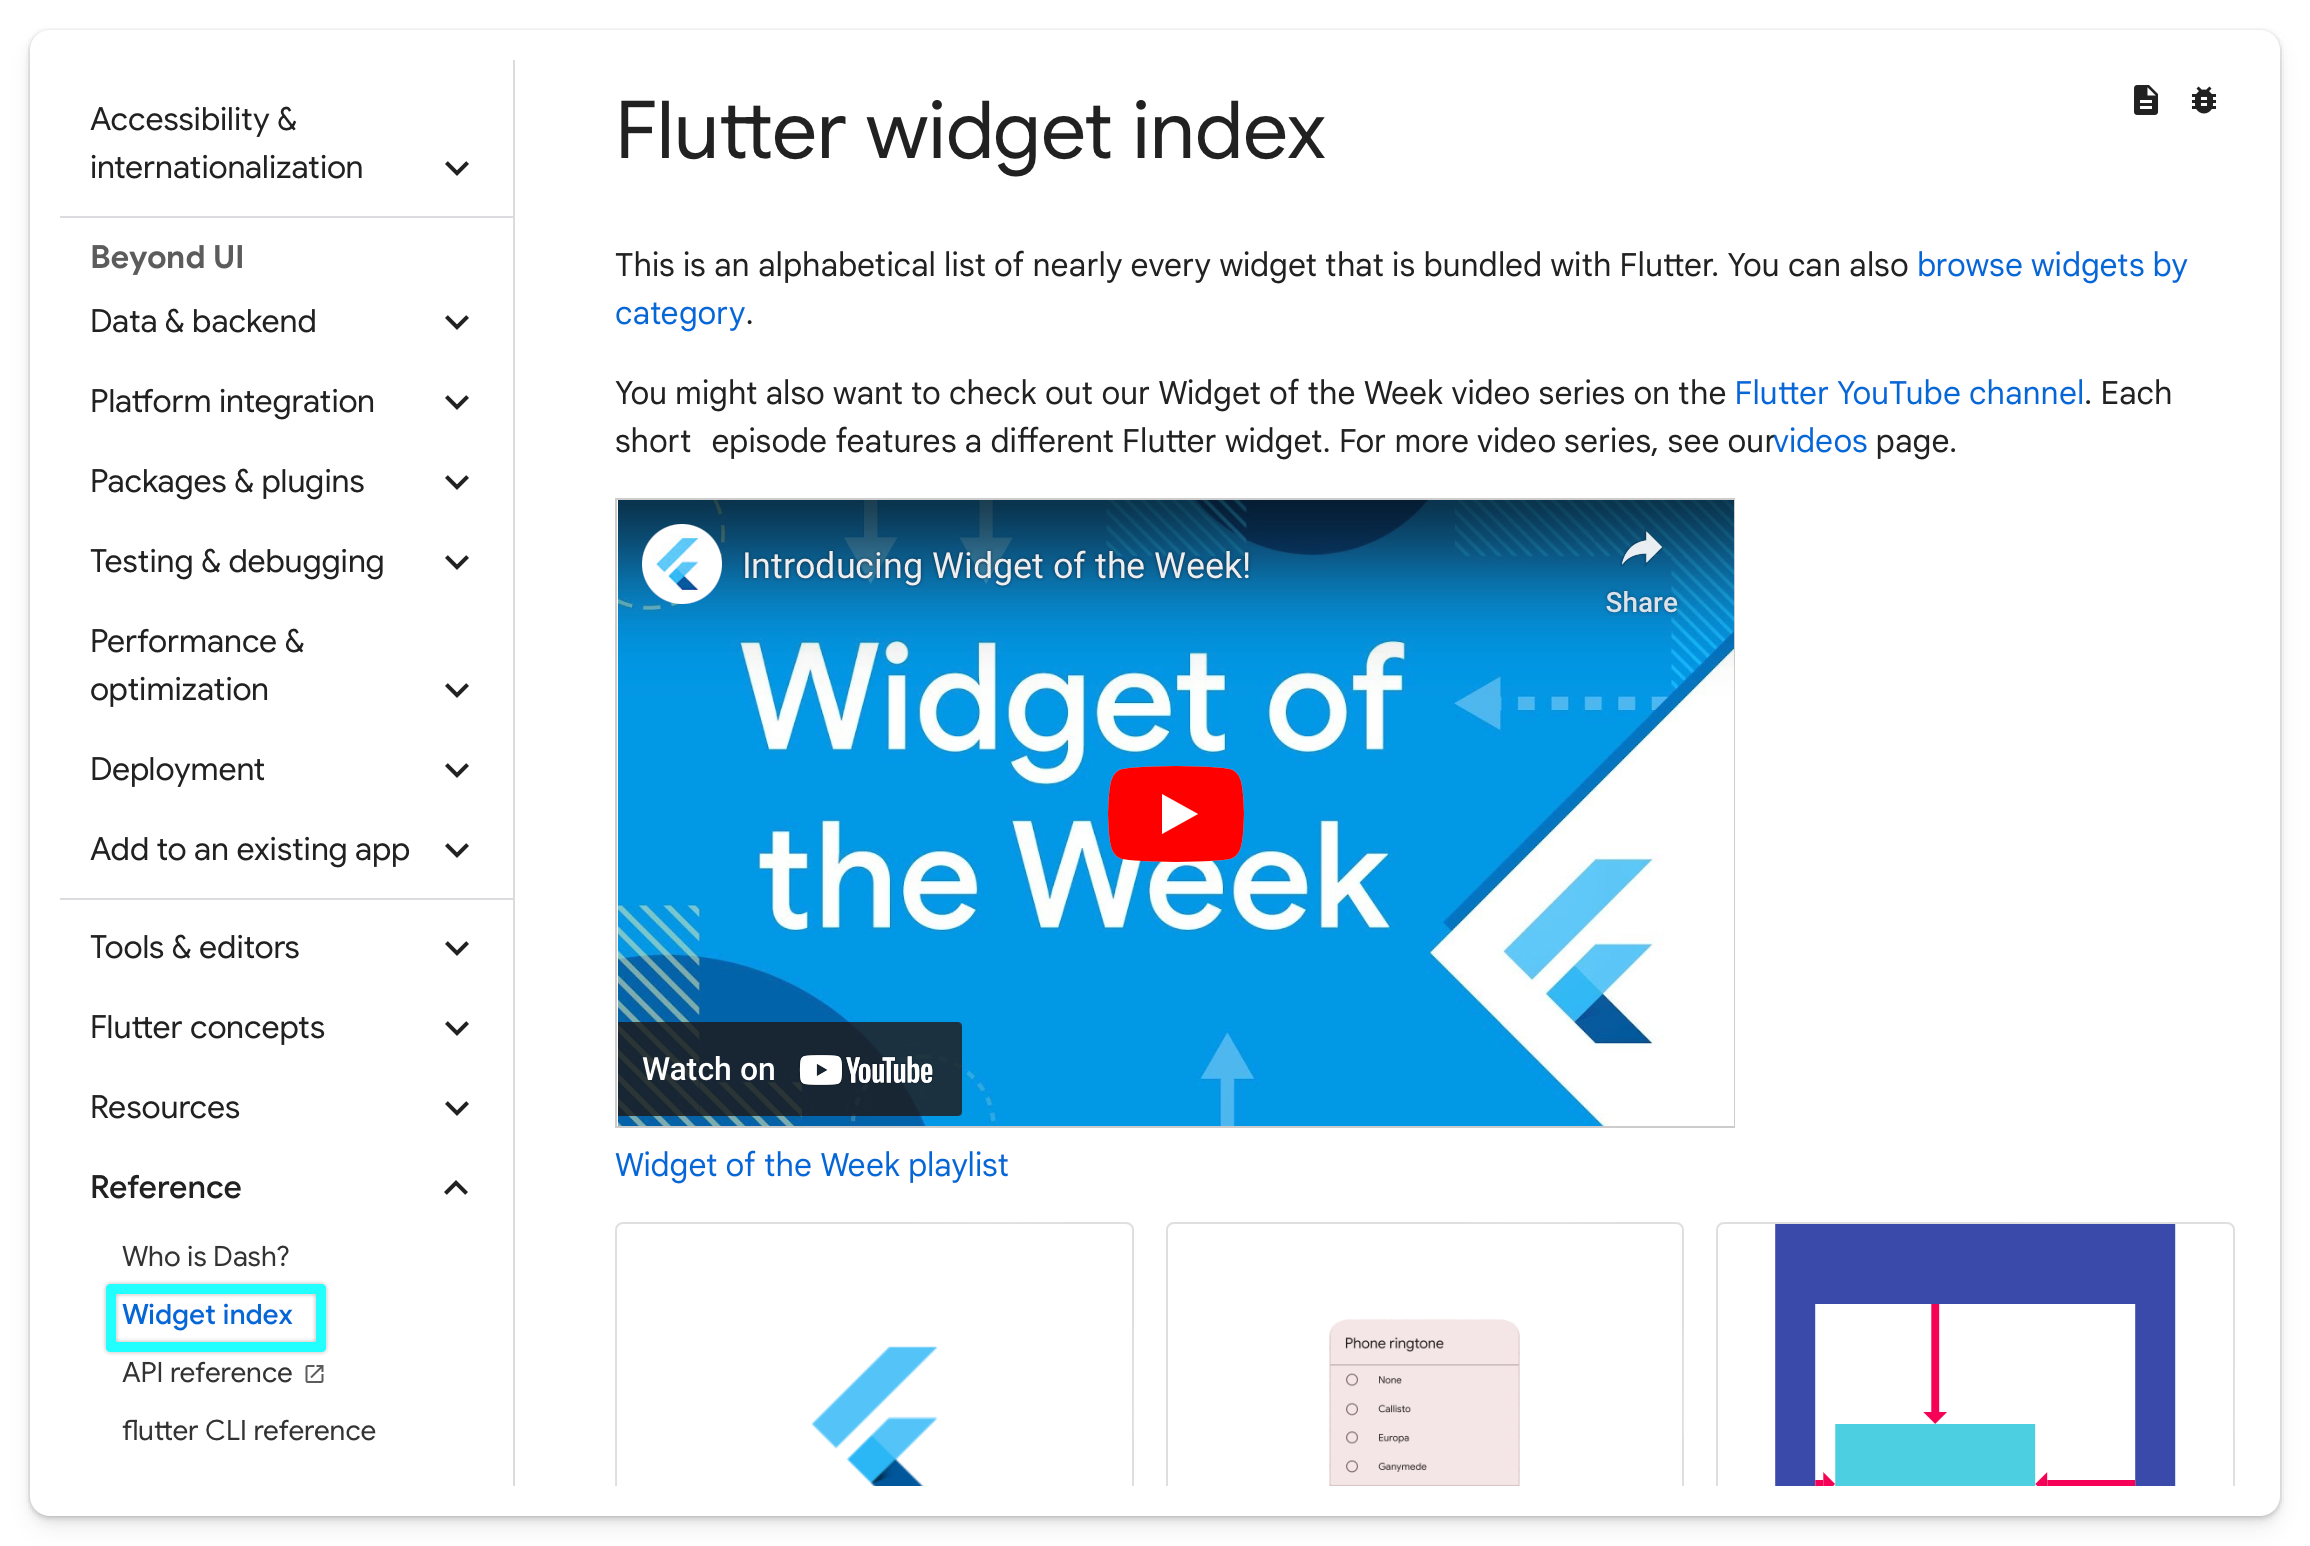 Accessibility &
internationalization
Beyond UI
Data & backend
Platform integration
Packages & plugins
Testing & debugging
Performance &
optimization
Deployment
Add to an existing app
Tools & editors
Flutter concepts
Resources
Reference
Who is Dash?
Widget index
API reference
flutter CLI reference
Flutter widget index
This is an alphabetical list of nearly every widget that is bundled with Flutter. You can also browse widgets by
category.
You might also want to check out our Widget of the Week video series on the Flutter YouTube channel. Each
short episode features a different Flutter widget. For more video series, see ourvideos page.
Introducing Widget of the Week!
Share
Widget of
the Week
Watch on YouTube
Widget of the Week playlist
Phone ringtone
None
Callisto
Europa
Ganymede